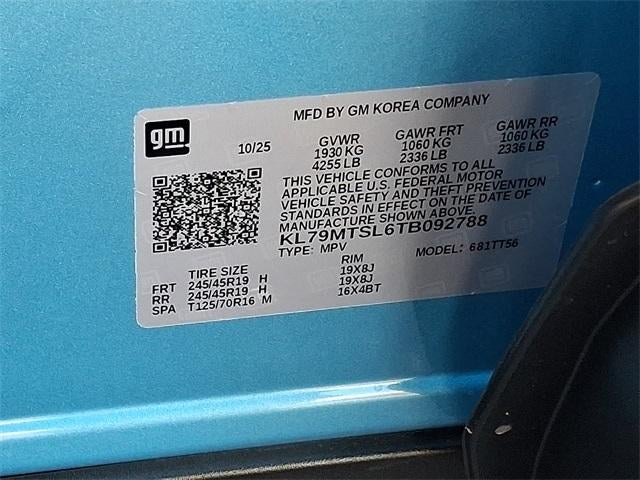 MFD BY GM KOREA COMPANY
gm
10/25
GVWR GAWR FRT GAWR RR
1930 KG 1060 KG 1060 KG
4255 LB 2336 LB 2336 LB
THIS VEHICLE CONFORMS TO ALL
APPLICABLE U.S. FEDERAL MOTOR
VEHICLE SAFETY AND THEFT PREVENTION
STANDARDS IN EFFECT ON THE DATE OF
MANUFACTURE SHOWN ABOVE.
KL79MTSL6TB092788
TYPE: MPV MODEL: 681TT56
TIRE SIZE RIM
FRT 245/45R19 H 19X8J
RR 245/45R19 H 19X8J
SPA T125/70R16 M 16X4BT